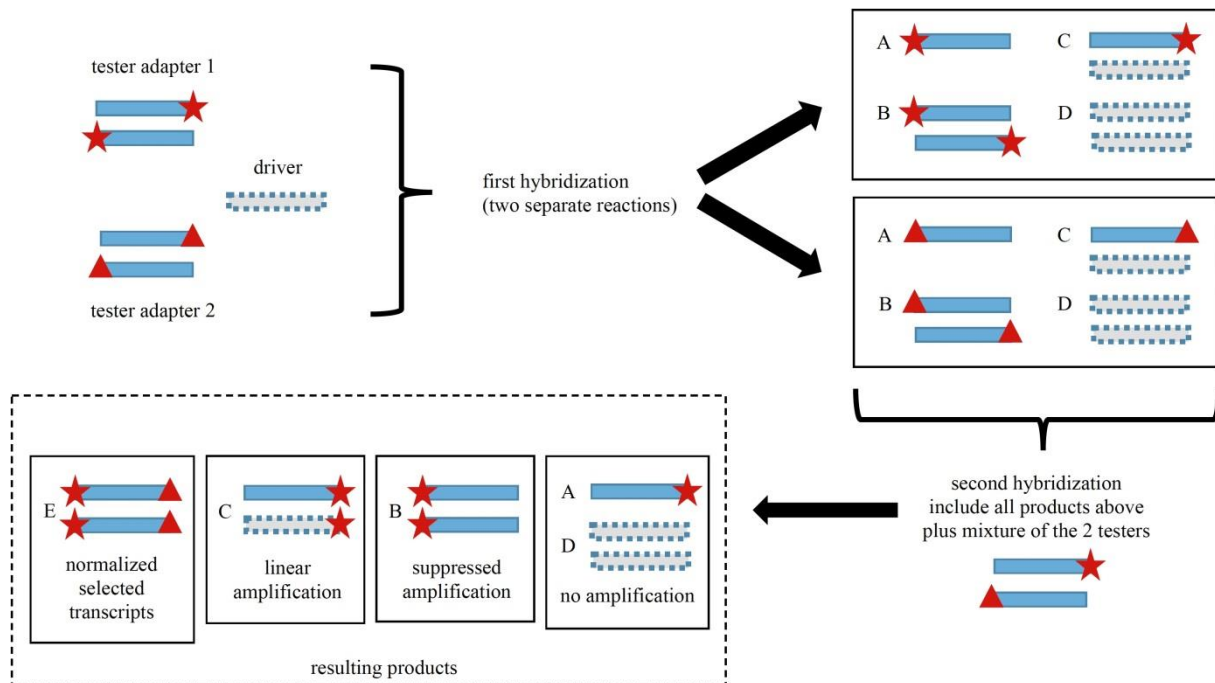 tester adapter 1
driver
tester adapter 2
first hybridization
(two separate reactions)
A
C
B
D
A
C
B
D
second hybridization
include all products above
plus mixture of the 2 testers
E
normalized
selected
transcripts
C
linear
amplification
B
suppressed
amplification
A
D
no amplification
resulting products